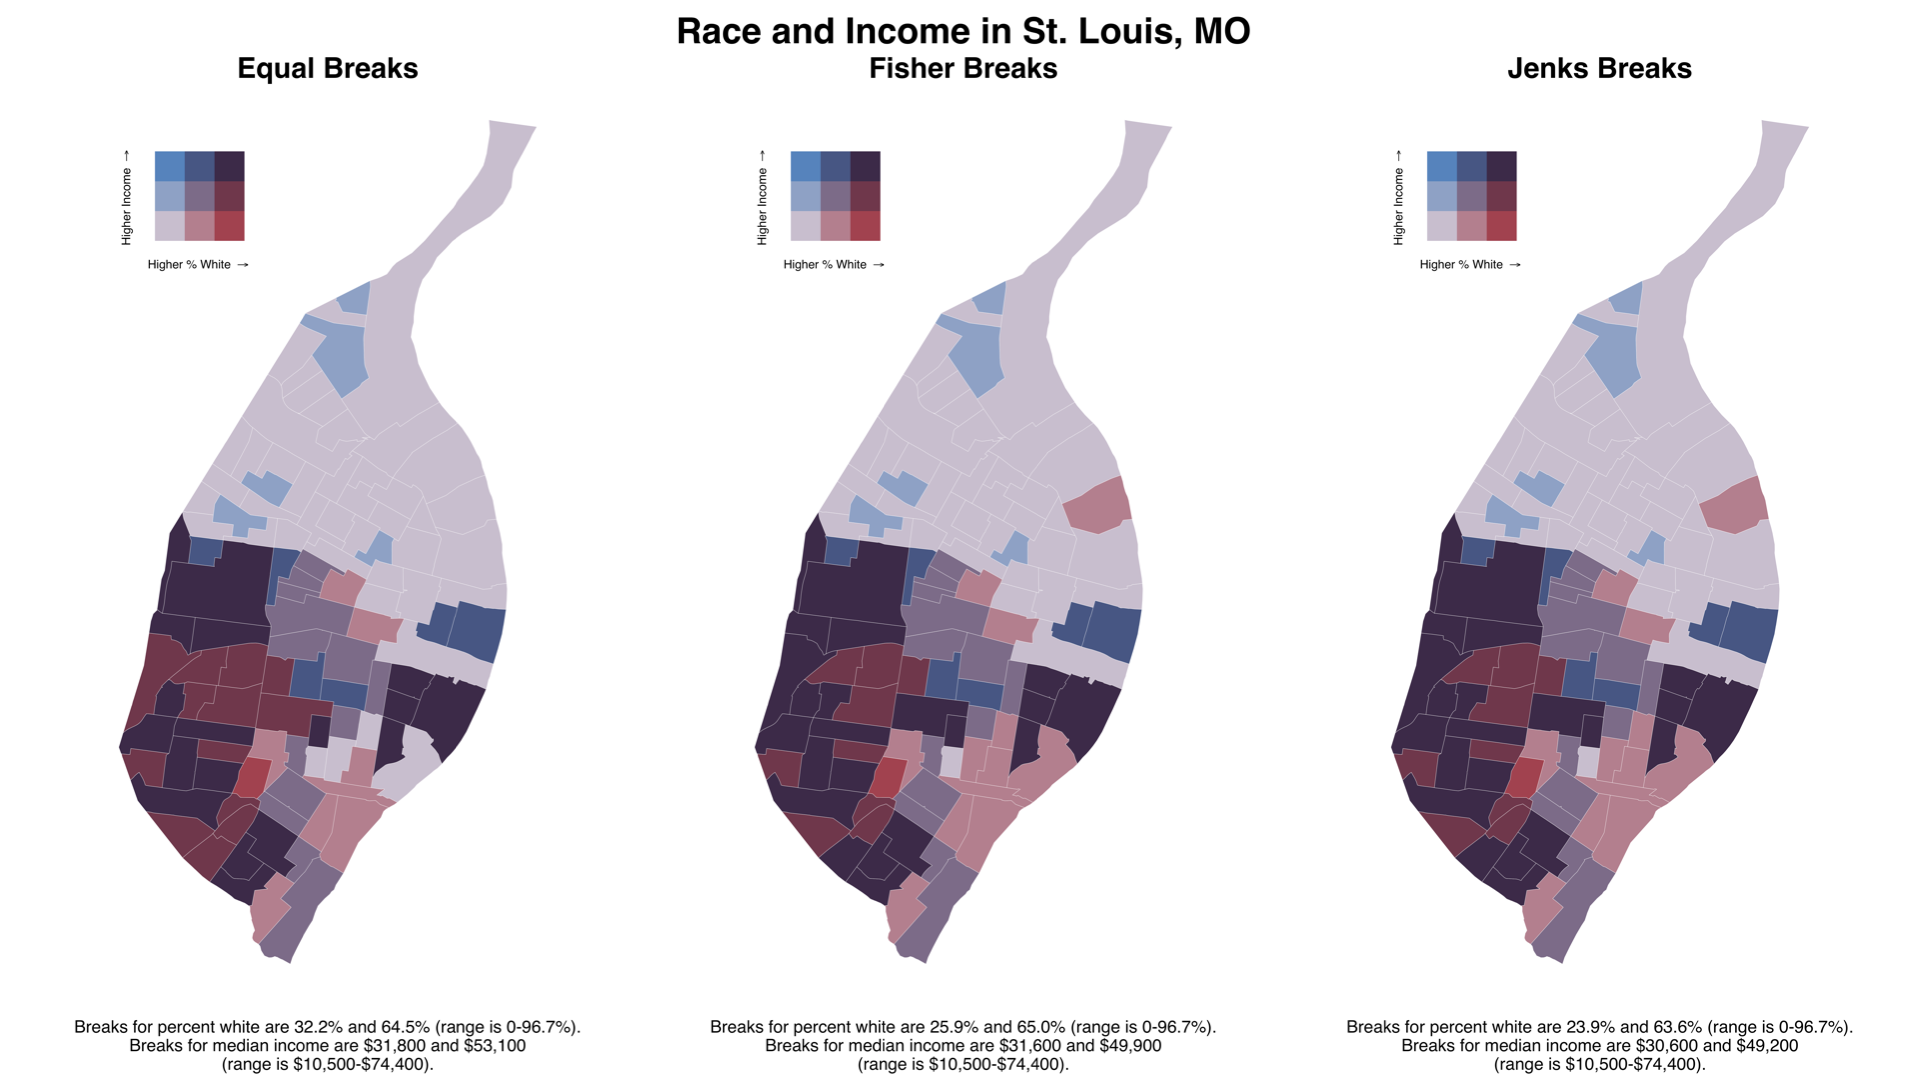 Race and Income in St. Louis, MO
Equal Breaks
Fisher Breaks
Jenks Breaks
Higher Income →
Higher % White →
Higher Income →
Higher % White →
Higher Income →
Higher % White →
Breaks for percent white are 32.2% and 64.5% (range is 0-96.7%).
Breaks for median income are $31,800 and $53,100
(range is $10,500-$74,400).
Breaks for percent white are 25.9% and 65.0% (range is 0-96.7%).
Breaks for median income are $31,600 and $49,900
(range is $10,500-$74,400).
Breaks for percent white are 23.9% and 63.6% (range is 0-96.7%).
Breaks for median income are $30,600 and $49,200
(range is $10,500-$74,400).